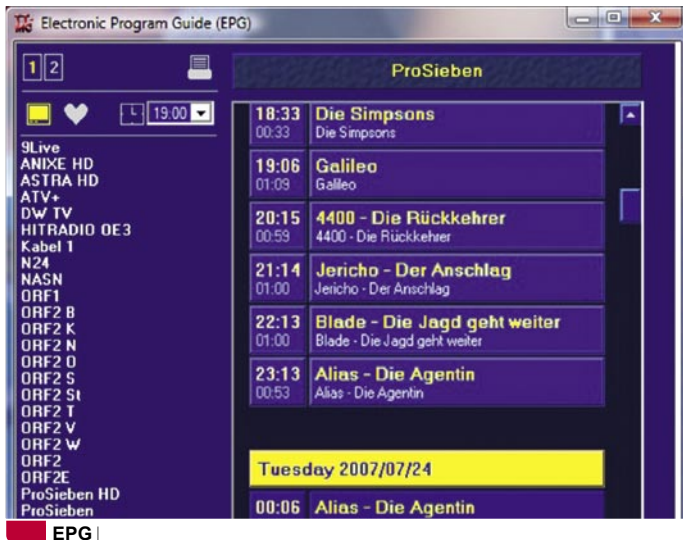 Electronic Program Guide (EPG)
1 2
ProSieben
19:00
9Live
ANIXE HD
ASTRA HD
ATV+
DW TV
HITRADIO OE3
Kabel 1
N24
NASN
ORF1
ORF2 B
ORF2 K
ORF2 N
ORF2 O
ORF2 S
ORF2 St
ORF2 T
ORF2 V
ORF2 W
ORF2
ORF2E
ProSieben HD
ProSieben
18:33 Die Simpsons
00:33 Die Simpsons
19:06 Galileo
01:09 Galileo
20:15 4400 - Die Rückkehrer
00:59 4400 - Die Rückkehrer
21:14 Jericho - Der Anschlag
01:00 Jericho - Der Anschlag
22:13 Blade - Die Jagd geht weiter
01:00 Blade - Die Jagd geht weiter
23:13 Alias - Die Agentin
00:53 Alias - Die Agentin
Tuesday 2007/07/24
00:06 Alias - Die Agentin
EPG |